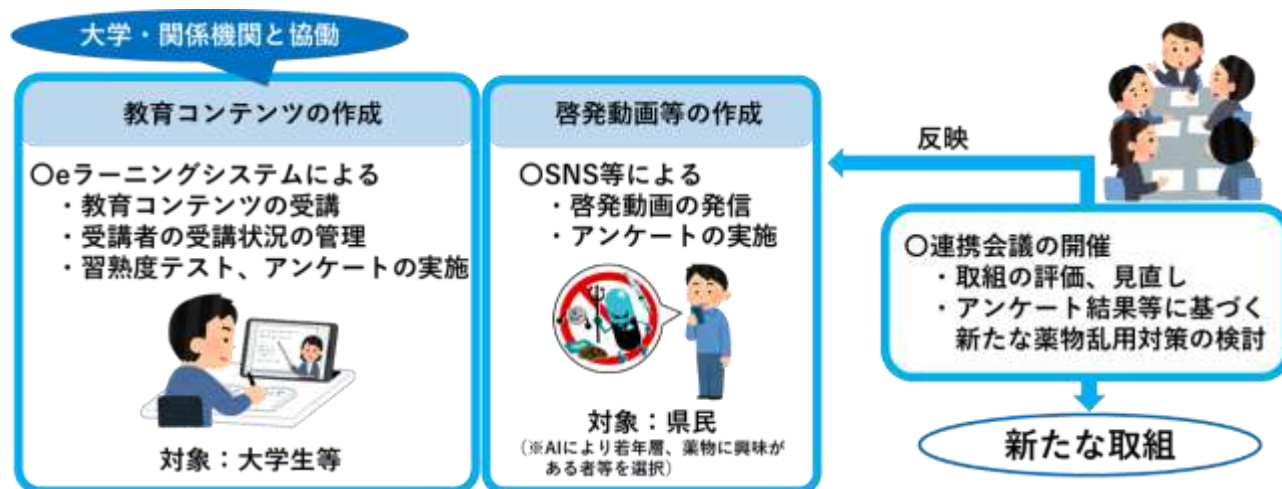 大学・関係機関と協働
教育コンテンツの作成
〇eラーニングシステムによる
・教育コンテンツの受講
・受講者の受講状況の管理
・習熟度テスト、アンケートの実施
対象：大学生等
啓発動画等の作成
〇SNS等による
・啓発動画の発信
・アンケートの実施
対象：県民
（※AIにより若年層、薬物に興味が
ある者等を選択）
反映
〇連携会議の開催
・取組の評価、見直し
・アンケート結果等に基づく
新たな薬物乱用対策の検討
新たな取組